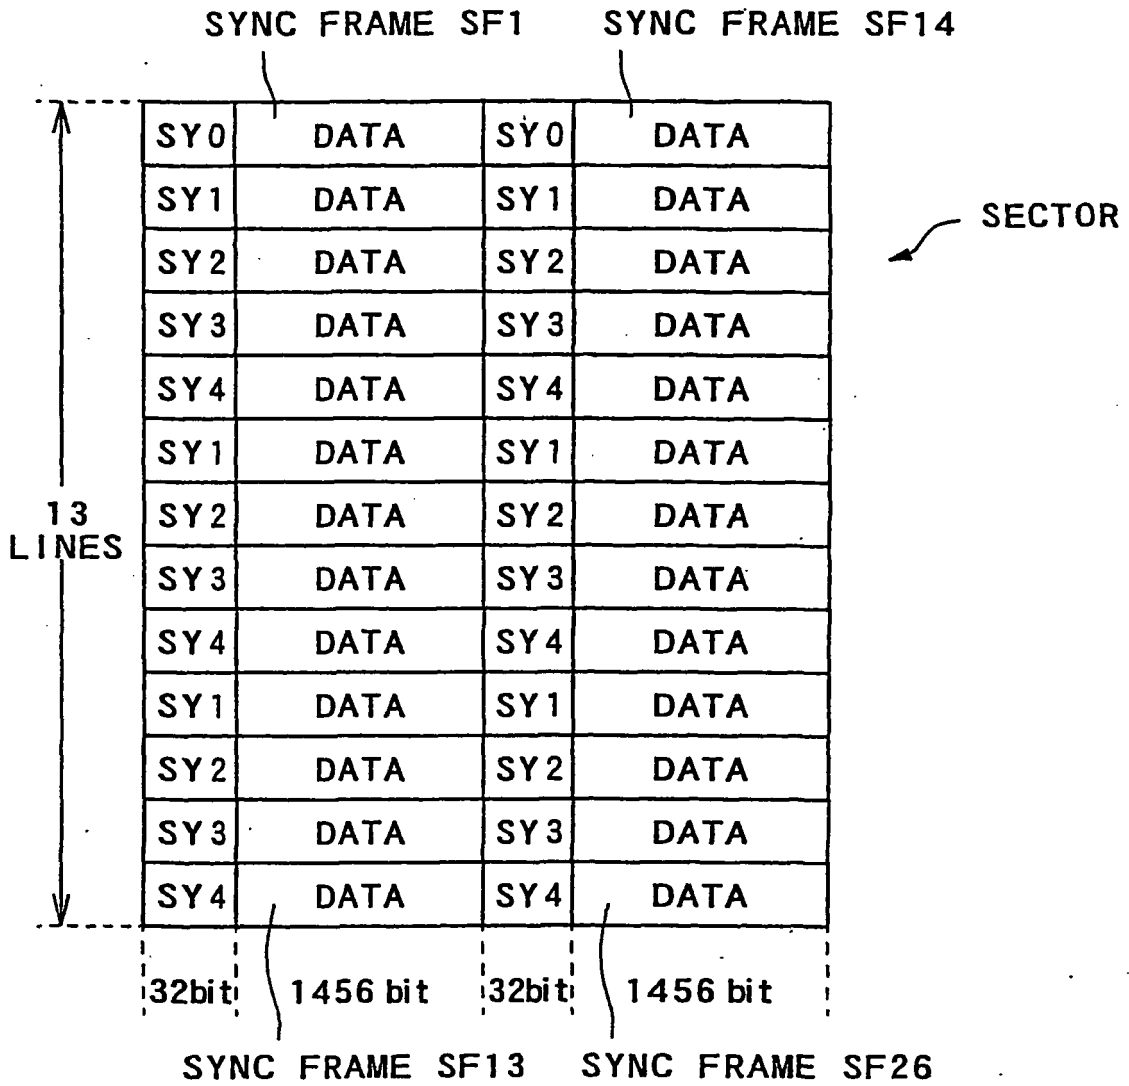 SYNC FRAME SF1 SYNC FRAME SF14
SY0 DATA SY0 DATA
SY1 DATA SY1 DATA
SECTOR
SY2 DATA SY2 DATA
SY3 DATA SY3 DATA
SY4 DATA SY4 DATA
SY1 DATA SY1 DATA
13
LINES
SY2 DATA SY2 DATA
SY3 DATA SY3 DATA
SY4 DATA SY4 DATA
SY1 DATA SY1 DATA
SY2 DATA SY2 DATA
SY3 DATA SY3 DATA
SY4 DATA SY4 DATA
32bit 1456 bit 32bit 1456 bit
SYNC FRAME SF13 SYNC FRAME SF26